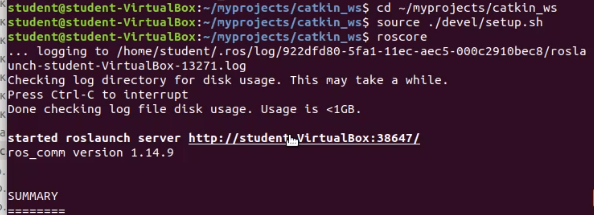 student@student-VirtualBox:~/myprojects/catkin_ws$ cd ~/myprojects/catkin_ws
student@student-VirtualBox:~/myprojects/catkin_ws$ source ./devel/setup.sh
student@student-VirtualBox:~/myprojects/catkin_ws$ roscore
... logging to /home/student/.ros/log/922dfd80-5fa1-11ec-aec5-000c2910bec8/rosla
unch-student-VirtualBox-13271.log
Checking log directory for disk usage. This may take a while.
Press Ctrl-C to interrupt
Done checking log file disk usage. Usage is <1GB.
started roslaunch server http://student-VirtualBox:38647/
ros_comm version 1.14.9
SUMMARY
========